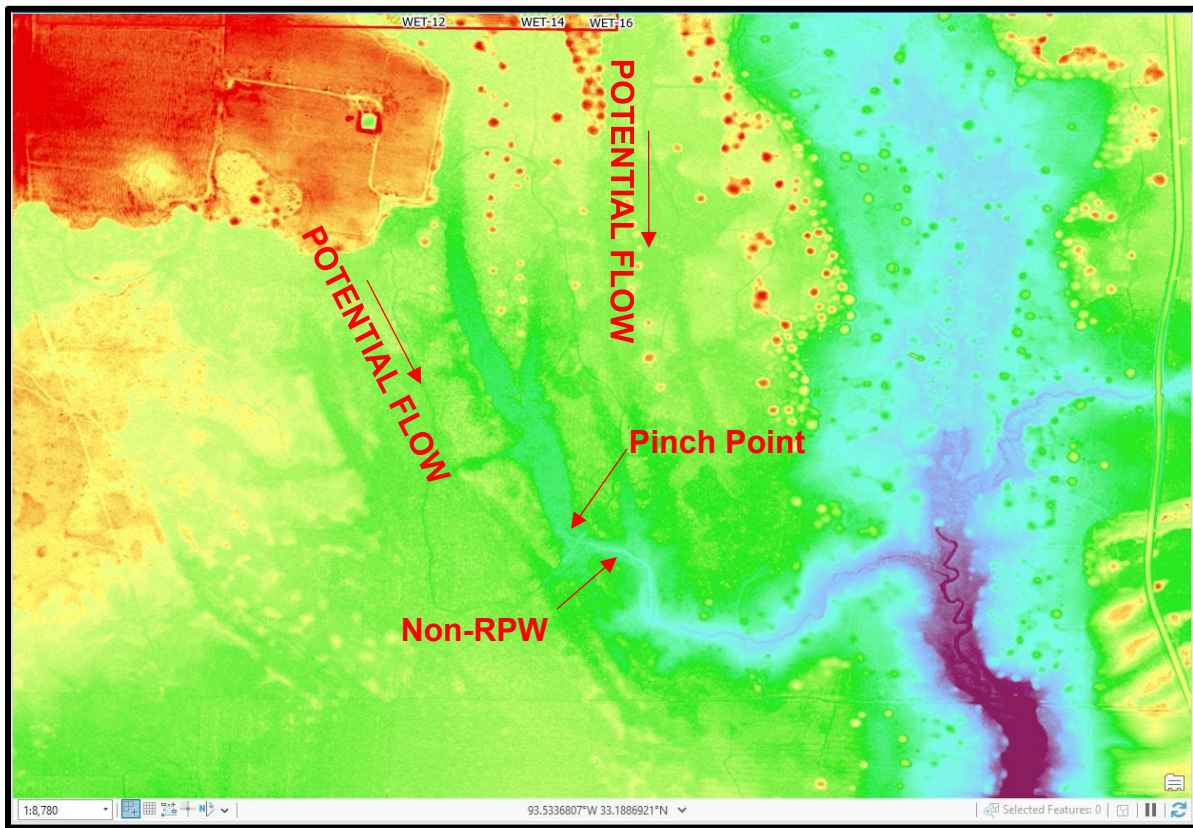 WET-12 WET-14 WET-16
POTENTIAL FLOW
POTENTIAL FLOW
Pinch Point
Non-RPW
1:8,780 93.5336807°W 33.1886921°N Selected Features: 0